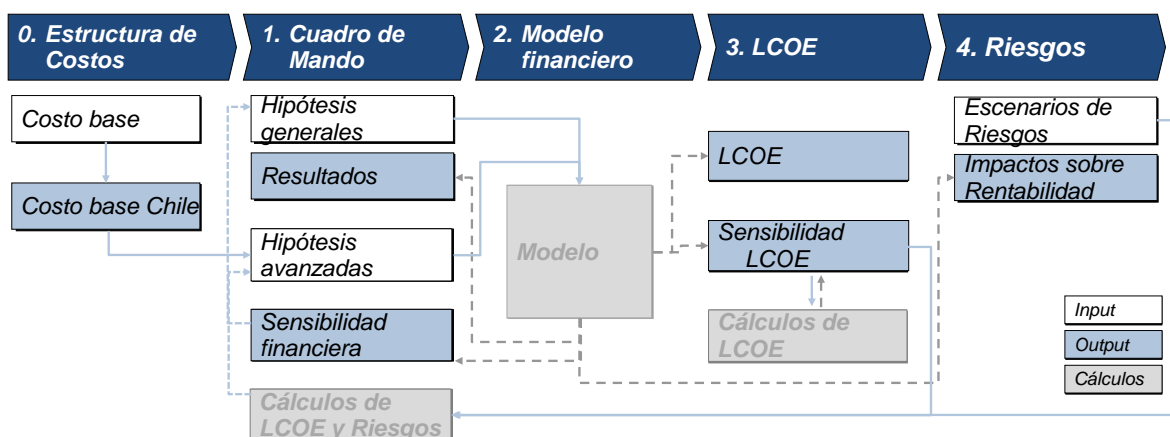 0. Estructura de
Costos
1. Cuadro de
Mando
2. Modelo
financiero
3. LCOE
4. Riesgos
Costo base
Costo base Chile
Hipótesis
generales
Resultados
Hipótesis
avanzadas
Sensibilidad
financiera
Cálculos de
LCOE y Riesgos
Modelo
LCOE
Sensibilidad
LCOE
Cálculos de
LCOE
Escenarios de
Riesgos
Impactos sobre
Rentabilidad
Input
Output
Cálculos